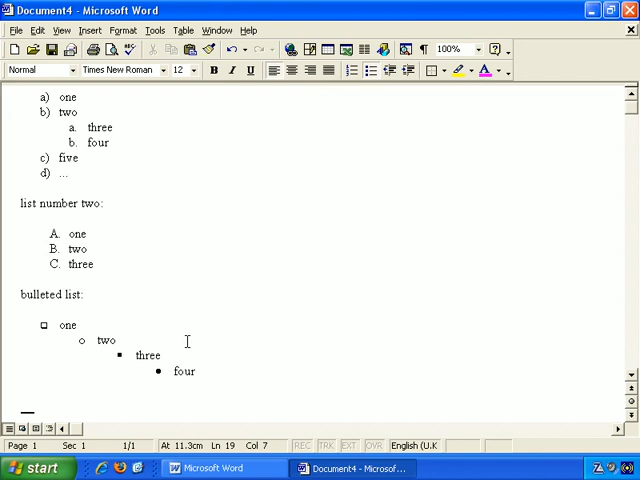 Document4 - Microsoft Word
File Edit View Insert Format Tools Table Window Help
100%
Normal Times New Roman 12 B I U
a) one
b) two
a. three
b. four
c) five
d) ...
list number two:
A. one
B. two
C. three
bulleted list:
one
two
three
four
Page 1 Sec 1 1/1 At 11.3cm Ln 19 Col 7 REC TRK EXT OVR English (U.K
start Microsoft Word Document4 - Microsof...